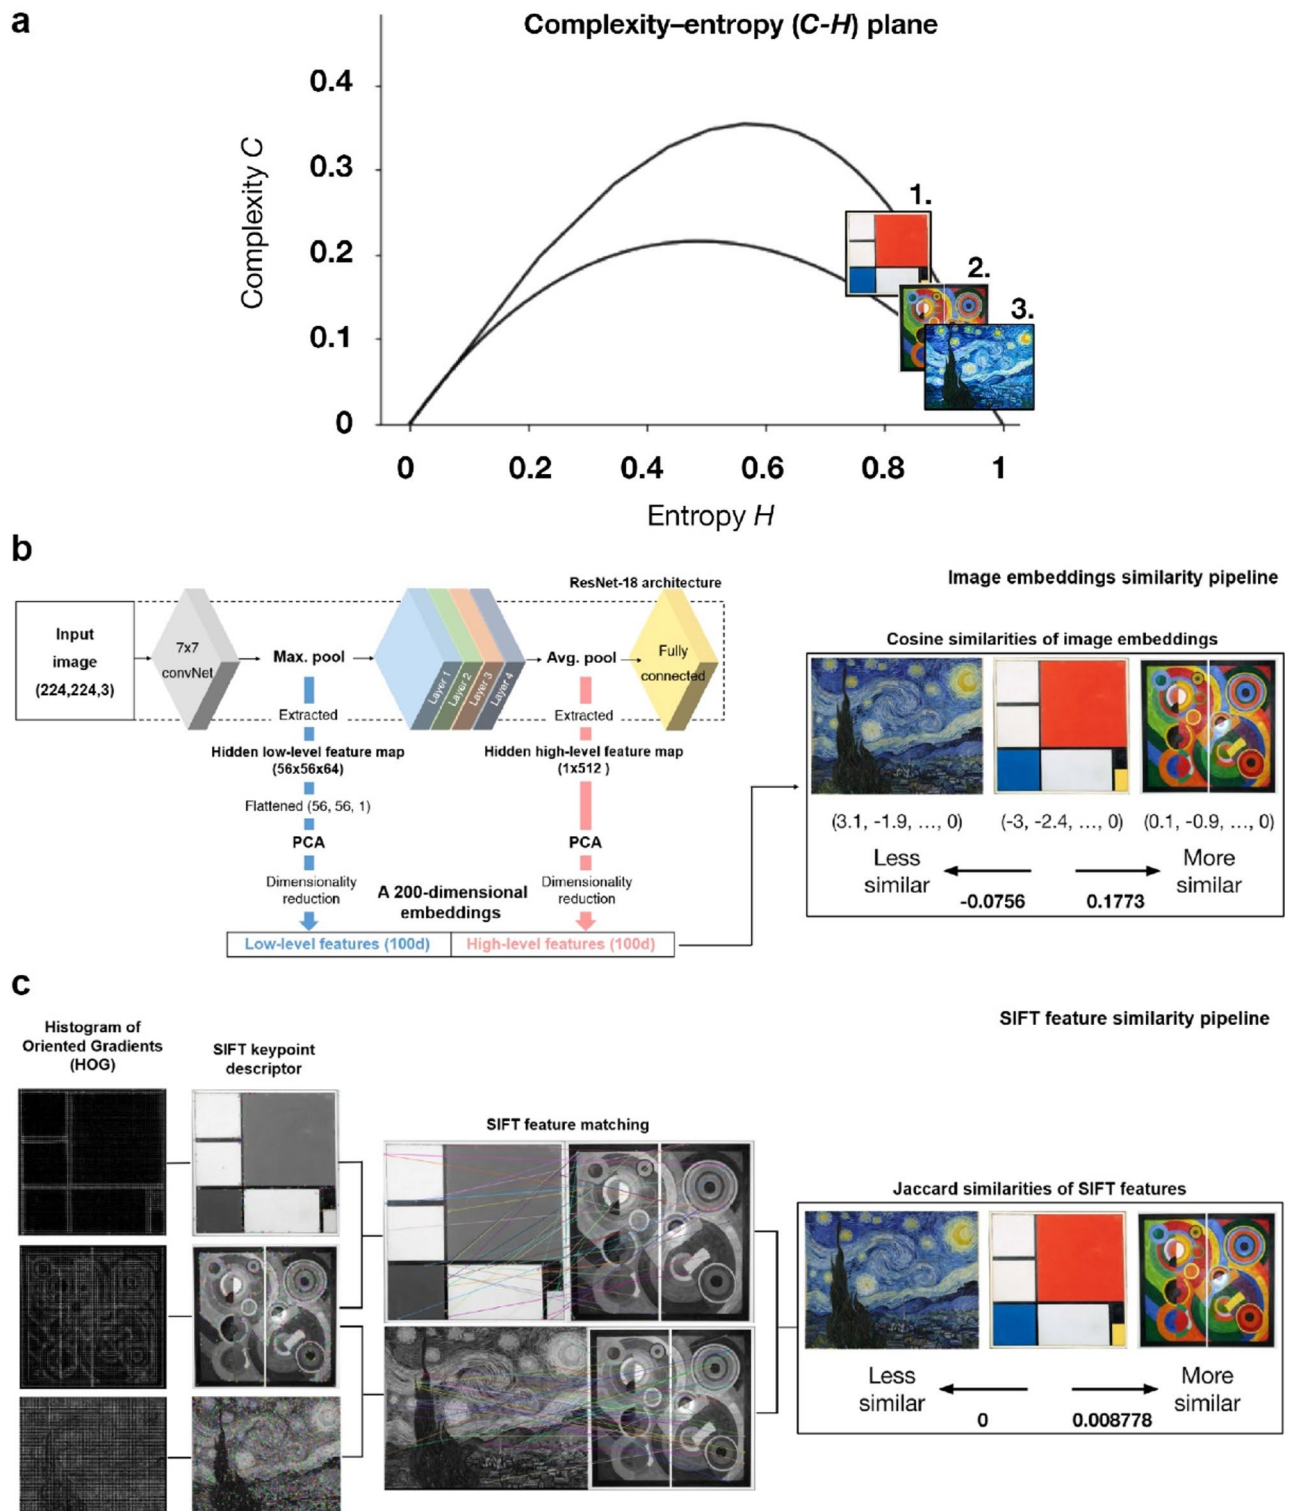 a
Complexity–entropy (C-H) plane
0.4
0.3
0.2
0.1
0
Complexity C
1.
2.
3.
0 0.2 0.4 0.6 0.8 1
Entropy H
b
ResNet-18 architecture
Image embeddings similarity pipeline
Input
image
(224,224,3)
7x7
convNet
Max. pool
Layer 1
Layer 2
Layer 3
Layer 4
Avg. pool
Fully
connected
Extracted
Hidden low-level feature map
(56x56x64)
Flattened (56, 56, 1)
PCA
Dimensionality
reduction
Extracted
Hidden high-level feature map
(1x512 )
PCA
Dimensionality
reduction
A 200-dimensional
embeddings
Low-level features (100d)
High-level features (100d)
Cosine similarities of image embeddings
(3.1, -1.9, …, 0)
(-3, -2.4, …, 0)
(0.1, -0.9, …, 0)
Less
similar
More
similar
-0.0756
0.1773
c
SIFT feature similarity pipeline
Histogram of
Oriented Gradients
(HOG)
SIFT keypoint
descriptor
SIFT feature matching
Jaccard similarities of SIFT features
Less
similar
More
similar
0
0.008778